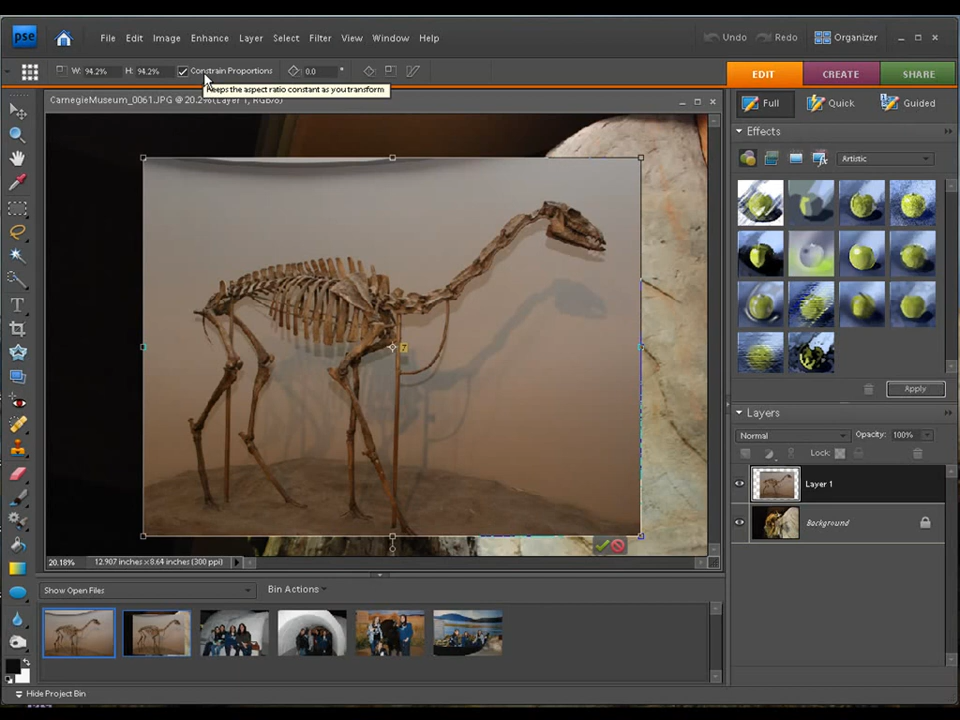 pse File Edit Image Enhance Layer Select Filter View Window Help Undo Redo Organizer
W: 94.2% H: 94.2% Constrain Proportions 0.0 ° EDIT CREATE SHARE
Keeps the aspect ratio constant as you transform
CarnegieMuseum_0061.JPG @ 20.2% (Layer 1, RGB/8)
Full Quick Guided
Effects
Artistic
Apply
Layers
Normal Opacity: 100%
Lock:
Layer 1
Background
20.18% 12.907 inches x 8.64 inches (300 ppi)
Show Open Files Bin Actions
Hide Project Bin